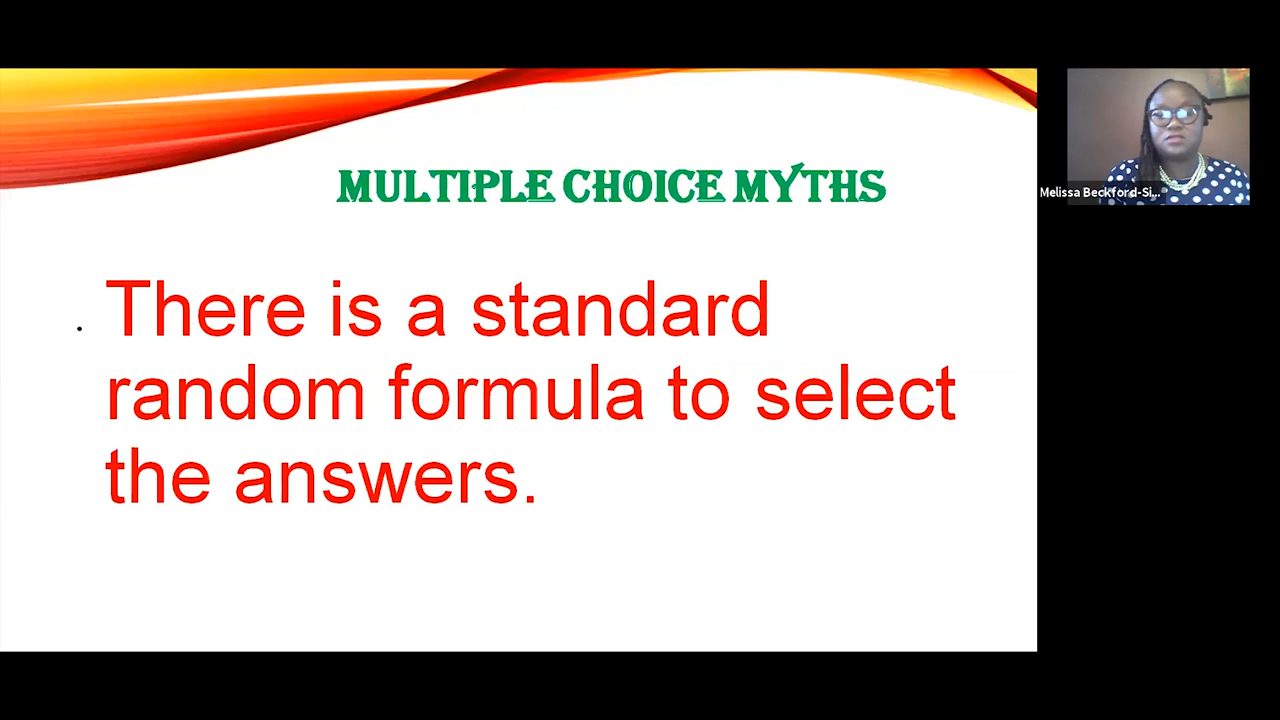 MULTIPLE CHOICE MYTHS
There is a standard
random formula to select
the answers.
Melissa Beckford-Si...